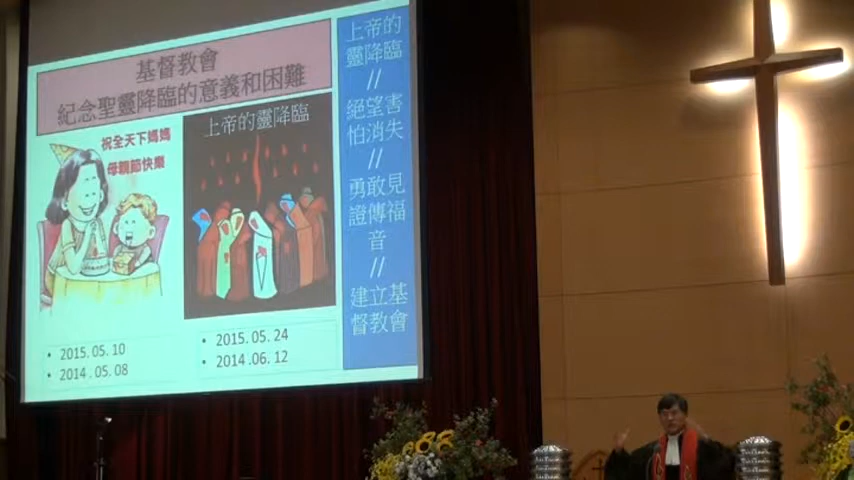 基督教會
紀念聖靈降臨的意義和困難
祝全天下媽媽
母親節快樂
上帝的靈降臨
• 2015.05.10
• 2014.05.08
• 2015.05.24
• 2014.06.12
上帝的
靈降臨
//
絕望害
怕消失
//
勇敢見
證傳福
音
//
建立基
督教會